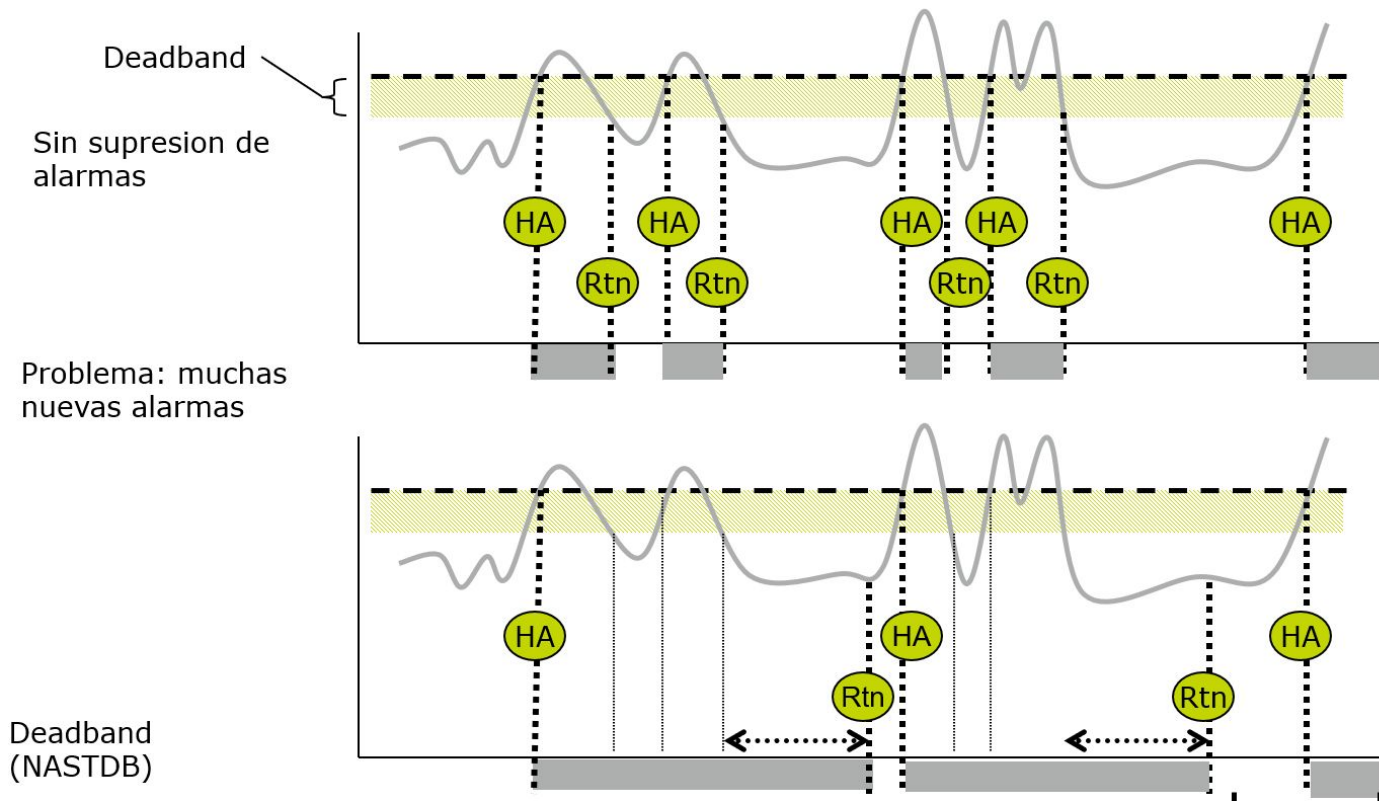 Deadband
Sin supresion de
alarmas
HA
HA
HA
HA
HA
Rtn
Rtn
Rtn
Rtn
Problema: muchas
nuevas alarmas
HA
HA
HA
Rtn
Rtn
Deadband
(NASTDB)